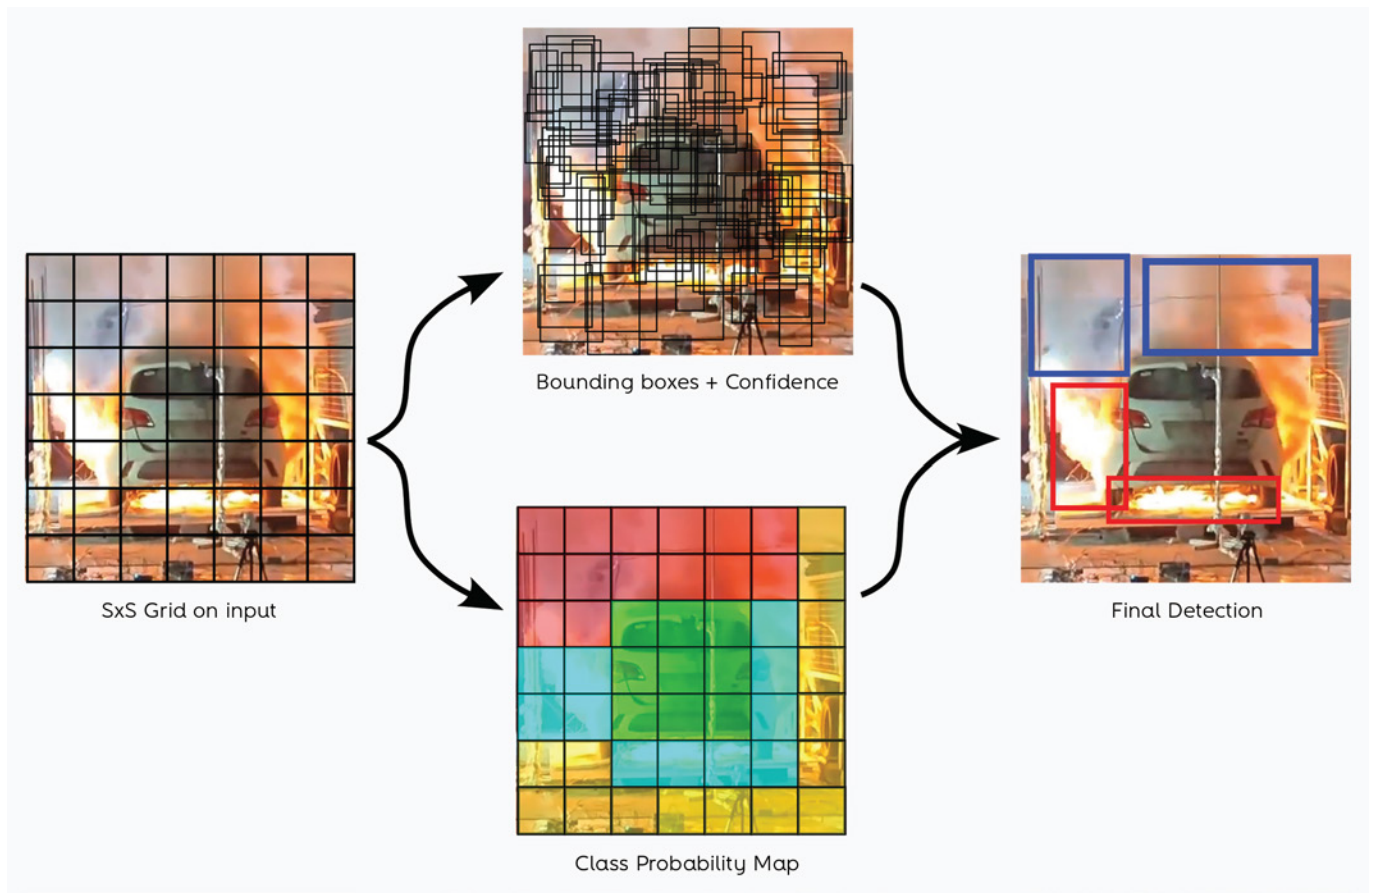 Bounding boxes + Confidence
SxS Grid on input
Final Detection
Class Probability Map